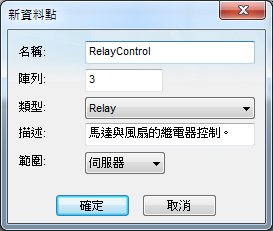 新資料點
名稱: RelayControl
陣列: 3
類型: Relay
描述: 馬達與風扇的繼電器控制。
範圍: 伺服器
確定 取消